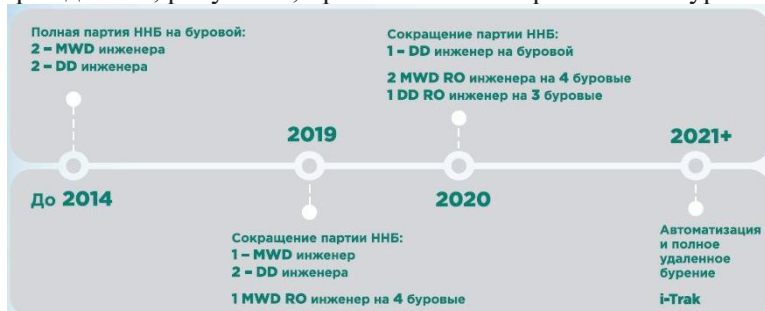 Полная партия ННБ на буровой:
2 – MWD инженера
2 – DD инженера
Сокращение партии ННБ:
1 – DD инженер на буровой
2 MWD RO инженера на 4 буровые
1 DD RO инженер на 3 буровые
2019
2021+
До 2014
2020
Сокращение партии ННБ:
1 – MWD инженер
2 – DD инженера
1 MWD RO инженер на 4 буровые
Автоматизация
и полное
удаленное
бурение
i-Trak